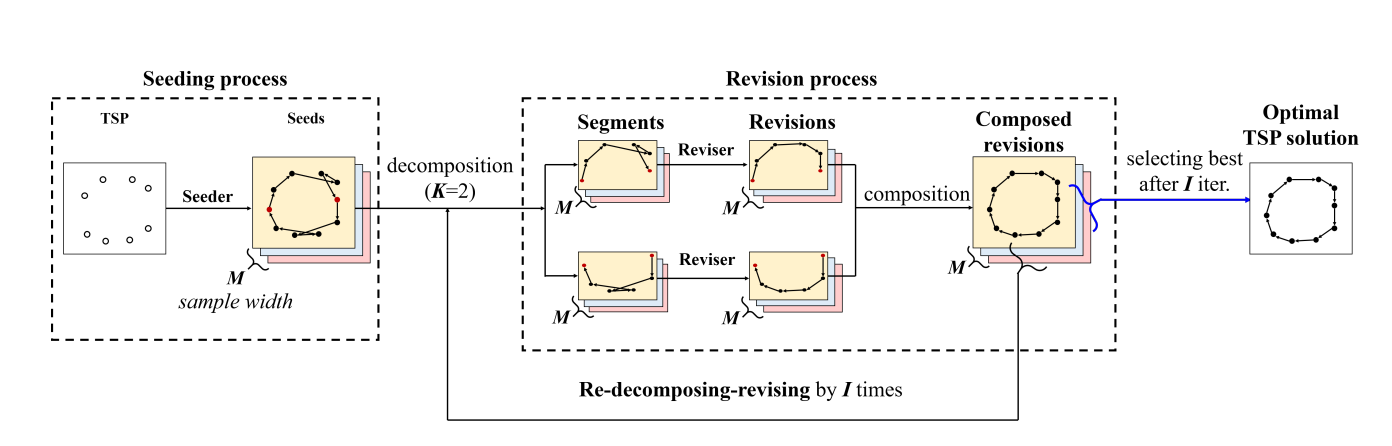 Seeding process
TSP
Seeds
Seeder
M
sample width
decomposition
(K=2)
Revision process
Segments
Reviser
Revisions
M
M
Reviser
M
M
composition
Composed
revisions
M
selecting best
after I iter.
Optimal
TSP solution
Re-decomposing-revising by I times